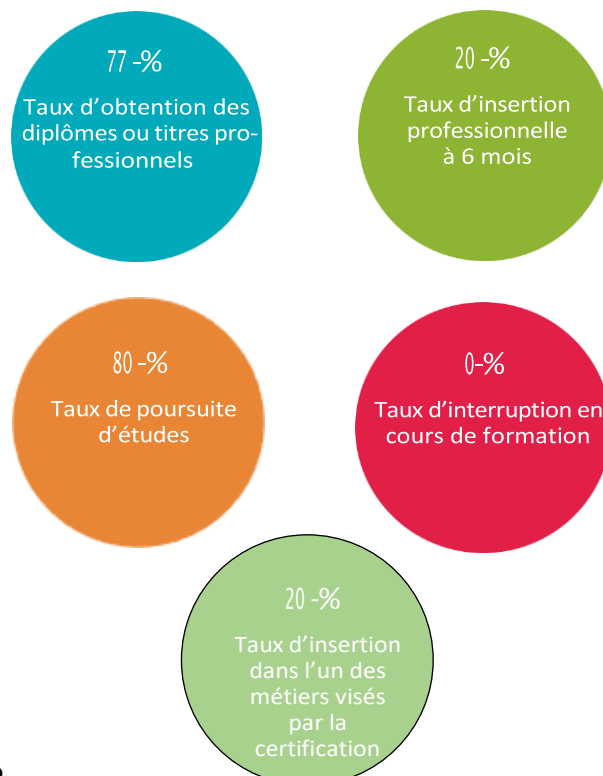 77 -%
Taux d’obtention des
diplômes ou titres pro-
fessionnels
20 -%
Taux d’insertion
professionnelle
à 6 mois
80 -%
Taux de poursuite
d’études
0-%
Taux d’interruption en
cours de formation
20 -%
Taux d’insertion
dans l’un des
métiers visés
par la
certification